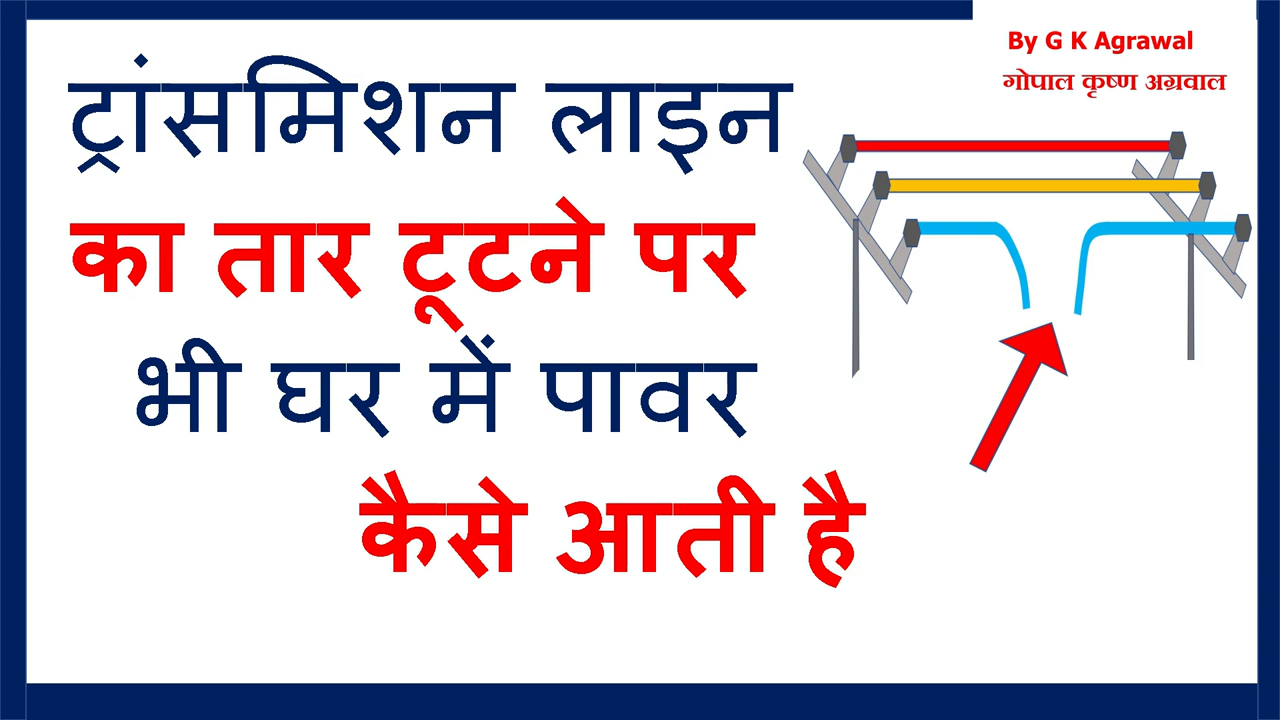 By G K Agrawal
गोपाल कृष्ण अग्रवाल
ट्रांसमिशन लाइन
का तार टूटने पर
भी घर में पावर
कैसे आती है